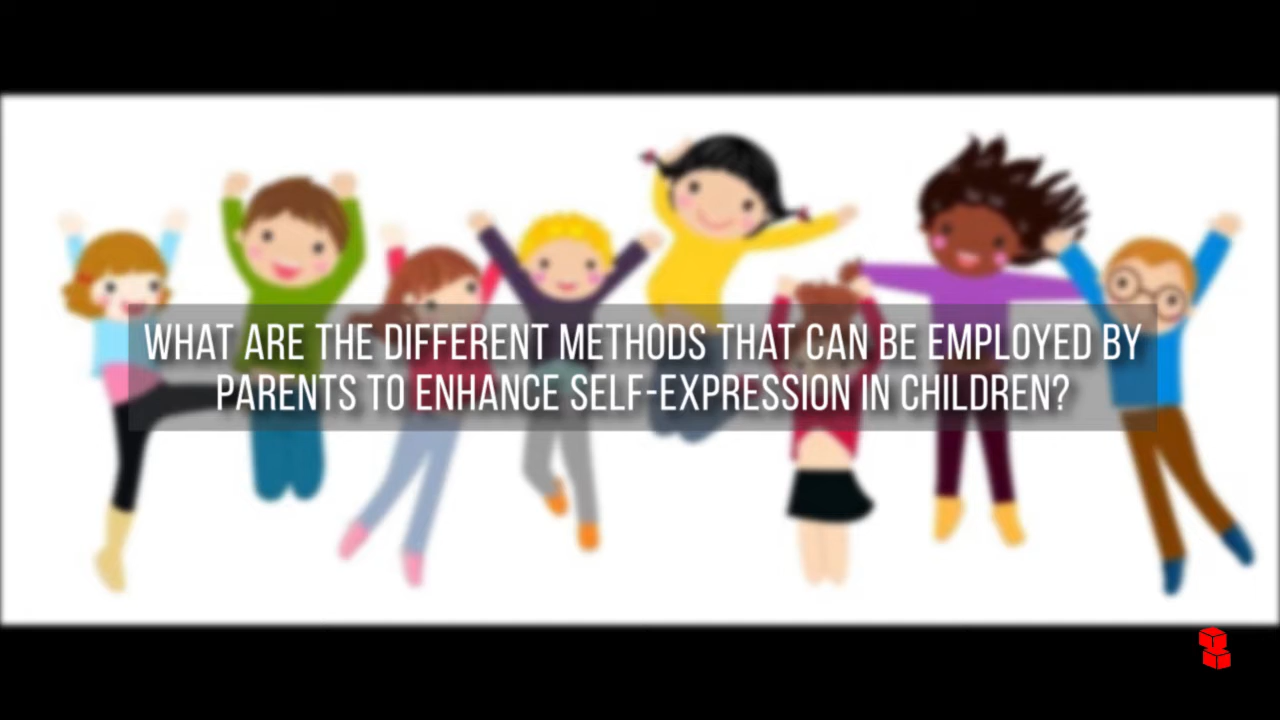 WHAT ARE THE DIFFERENT METHODS THAT CAN BE EMPLOYED BY
PARENTS TO ENHANCE SELF-EXPRESSION IN CHILDREN?